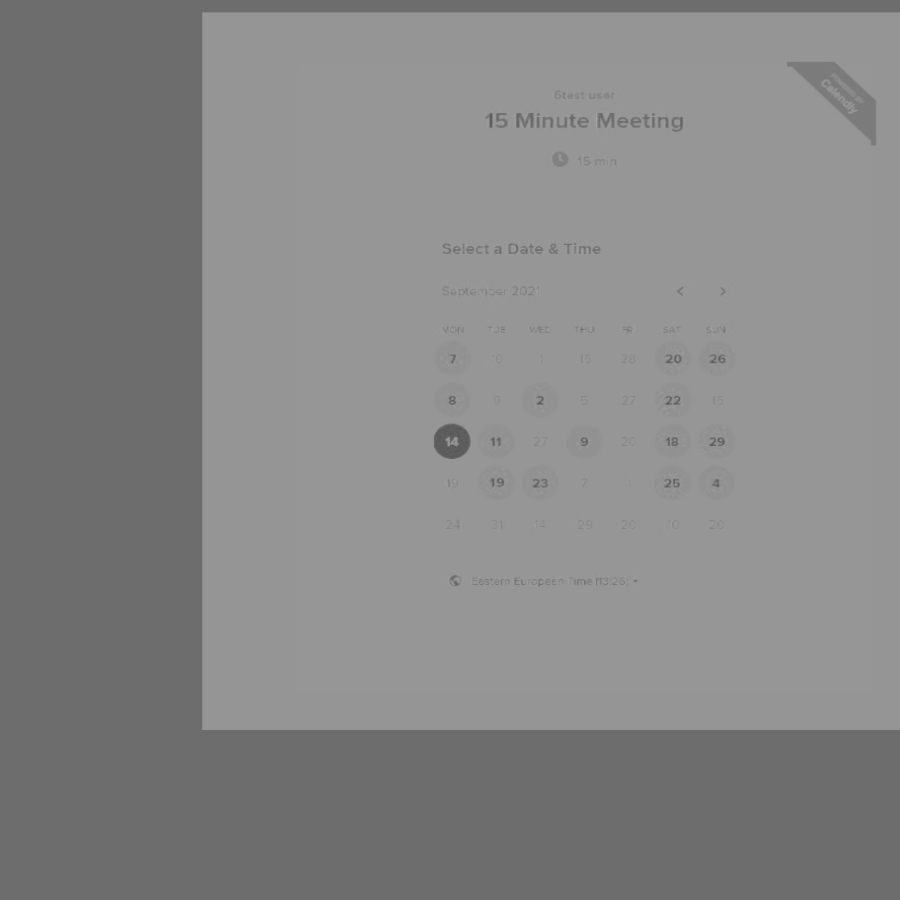 6test user
POWERED BY
Calendly
15 Minute Meeting
15 min
Select a Date & Time
September 2021
MON TUE WED THU FRI SAT SUN
7 10 1 15 28 20 26
8 9 2 5 27 22 15
14 11 27 9 20 18 29
19 19 23 7 1 25 4
24 31 14 29 20 10 20
Eastern European Time (13:26)